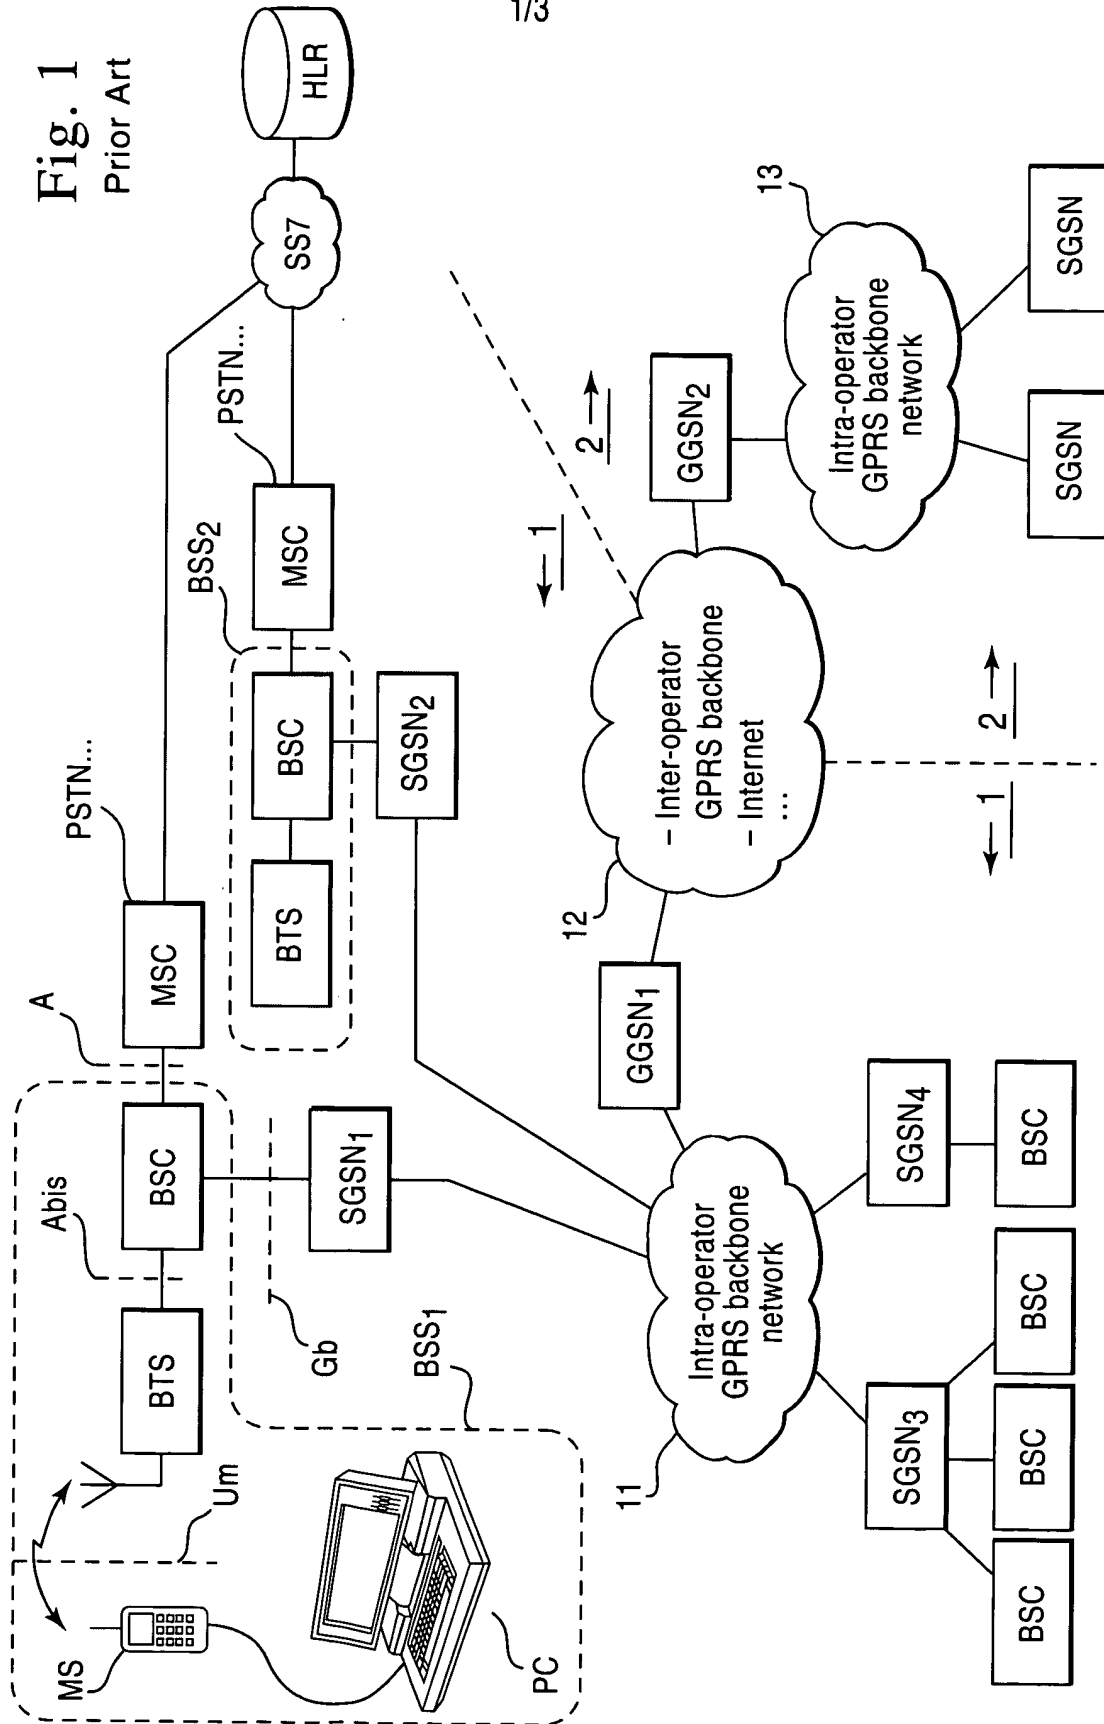 1/3
Fig. 1
Prior Art
HLR
SS7
PSTN...
MSC
A
PSTN...
MSC
BSS2
BSC
BTS
SGSN2
Abis
BSC
BTS
SGSN1
Gb
BSS1
Um
MS
PC
1
2
GGSN2
13
Intra-operator
GPRS backbone
network
SGSN
SGSN
12
– Inter-operator
GPRS backbone
– Internet
...
1
2
GGSN1
11
Intra-operator
GPRS backbone
network
SGSN4
BSC
SGSN3
BSC
BSC
BSC